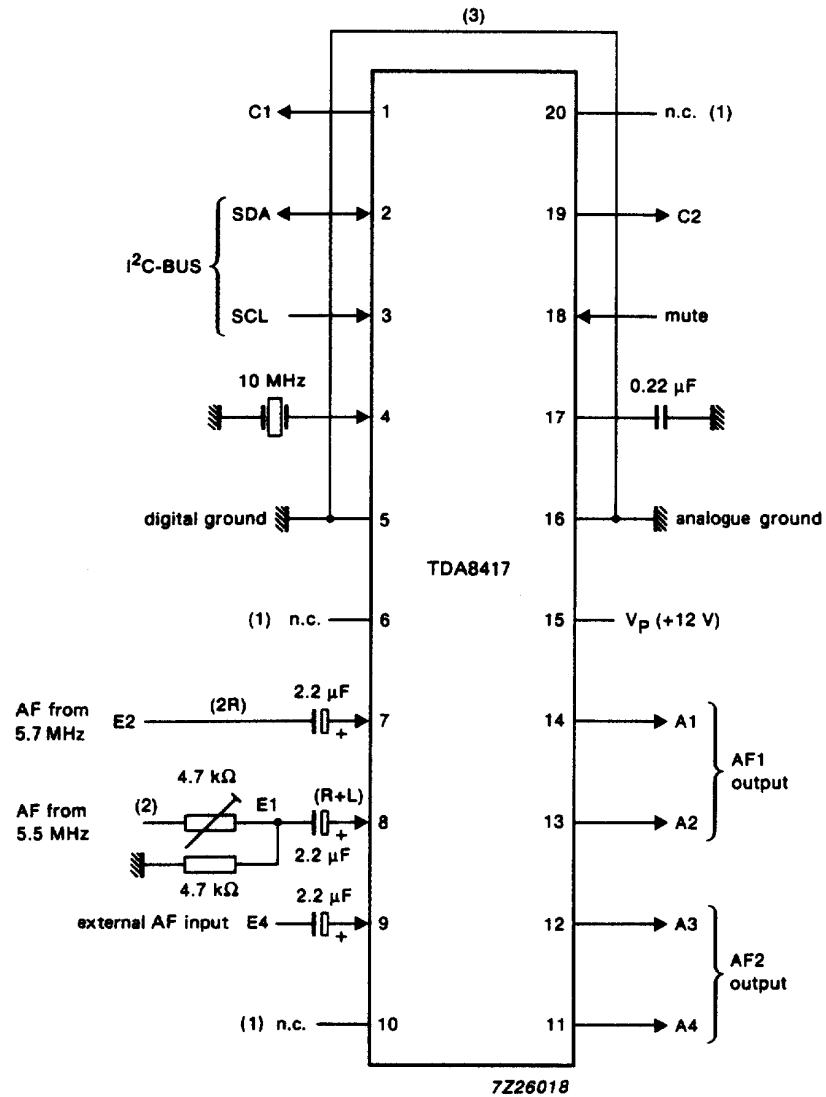 (3)
C1
1
20
n.c. (1)
SDA
2
19
C2
I²C-BUS
SCL
3
18
mute
10 MHz
4
17
0.22 µF
digital ground
5
16
analogue ground
TDA8417
(1) n.c.
6
15
VP (+12 V)
AF from
5.7 MHz
E2
(2R)
2.2 µF
+
7
14
A1
AF1
output
4.7 kΩ
AF from
5.5 MHz
(2)
E1
(R+L)
+
8
13
A2
2.2 µF
4.7 kΩ
2.2 µF
external AF input E4
+
9
12
A3
AF2
output
(1) n.c.
10
11
A4
7Z26018